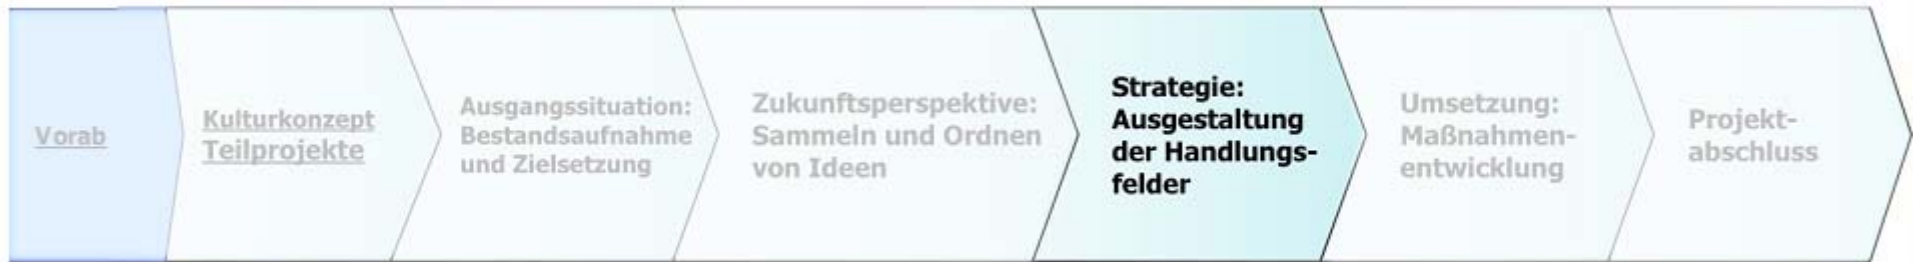 Vorab
Kulturkonzept
Teilprojekte
Ausgangssituation:
Bestandsaufnahme
und Zielsetzung
Zukunftsperspektive:
Sammeln und Ordnen
von Ideen
Strategie:
Ausgestaltung
der Handlungs-
felder
Umsetzung:
Maßnahmen-
entwicklung
Projekt-
abschluss